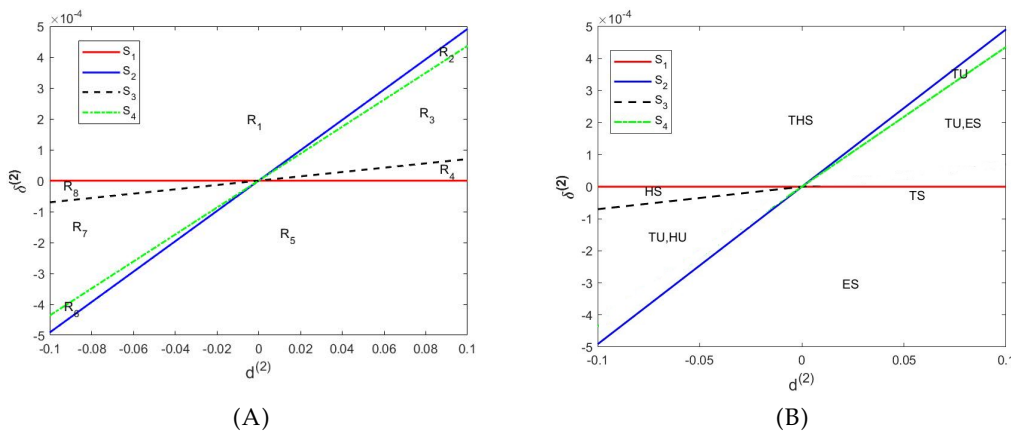 ×10⁻⁴
5
4
3
2
1
0
-1
-2
-3
-4
-5
δ⁽²⁾
S₁
S₂
S₃
S₄
R₂
R₁
R₃
R₄
R₈
R₇
R₅
R₆
-0.1 -0.08 -0.06 -0.04 -0.02 0 0.02 0.04 0.06 0.08 0.1
d⁽²⁾
(A)
×10⁻⁴
5
4
3
2
1
0
-1
-2
-3
-4
-5
δ⁽²⁾
S₁
S₂
S₃
S₄
TU
THS
TU,ES
HS
TS
TU,HU
ES
-0.1 -0.05 0 0.05 0.1
d⁽²⁾
(B)